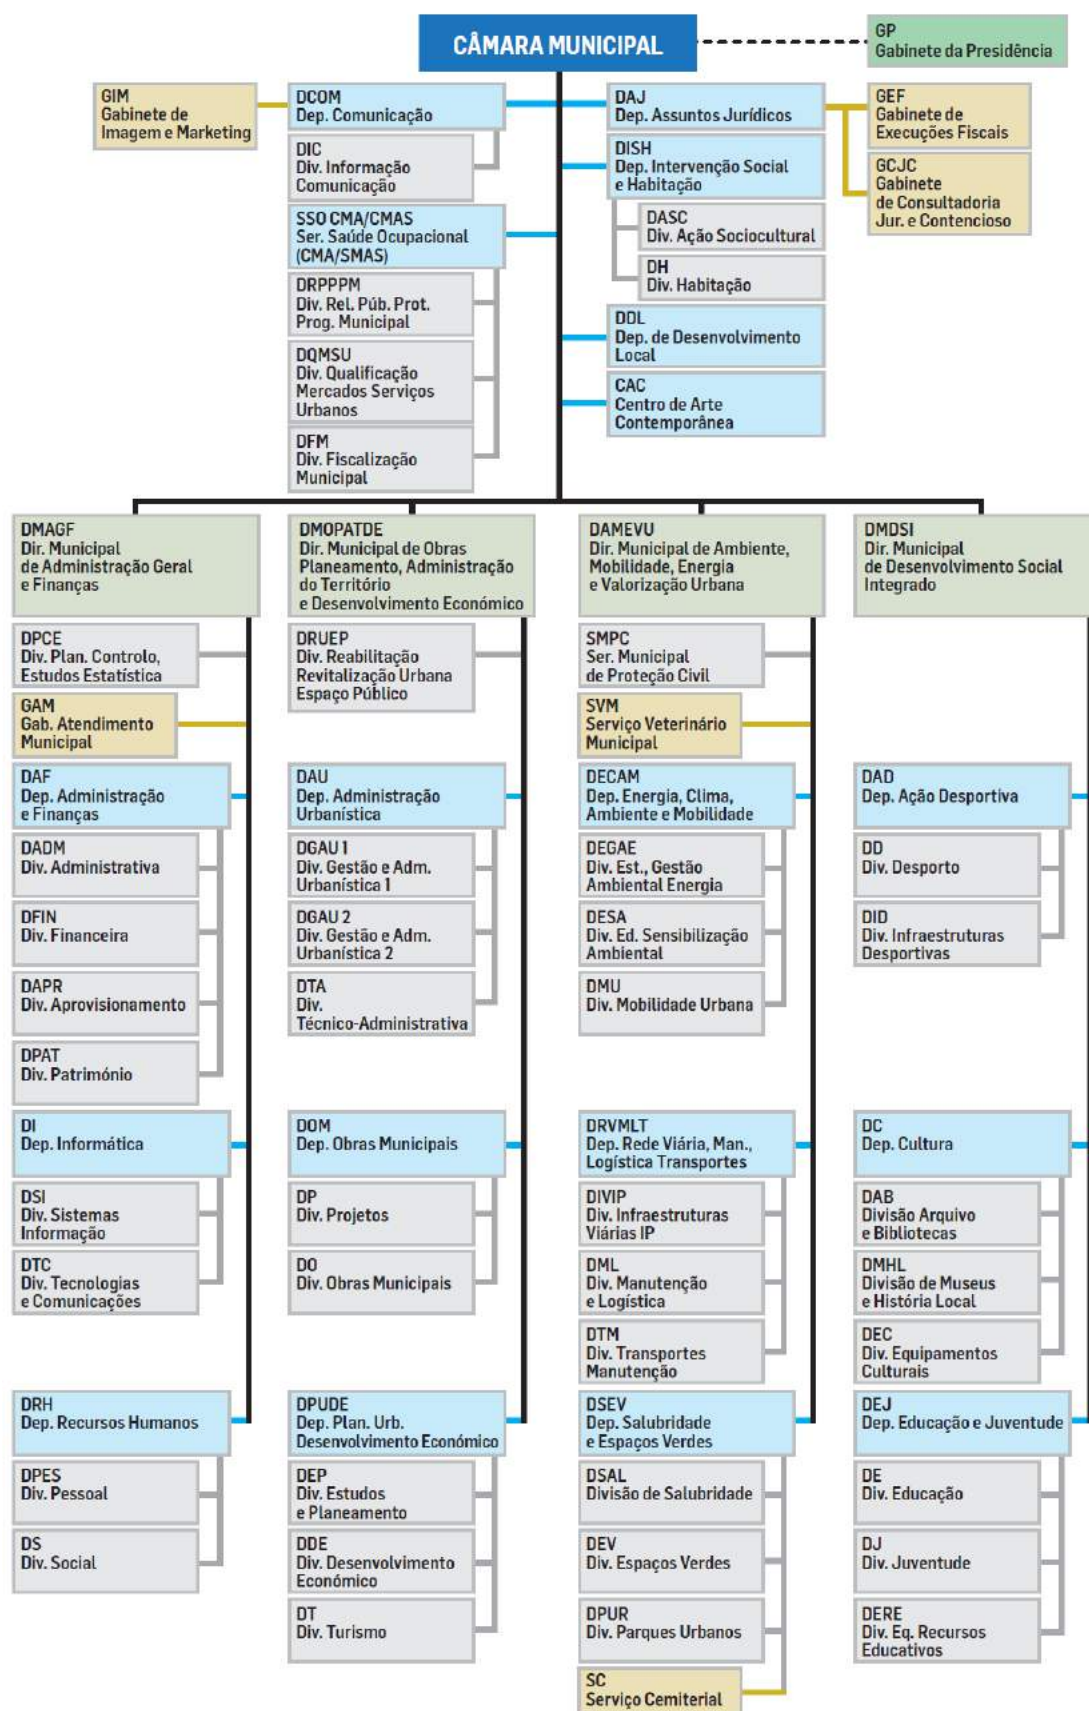 CÂMARA MUNICIPAL
GP
Gabinete da Presidência
GIM
Gabinete de
Imagem e Marketing
DCOM
Dep. Comunicação
DIC
Div. Informação
Comunicação
SSO CMA/CMAS
Ser. Saúde Ocupacional
(CMA/SMAS)
DRPPPM
Div. Rel. Púb. Prot.
Prog. Municipal
DQMSU
Div. Qualificação
Mercados Serviços
Urbanos
DFM
Div. Fiscalização
Municipal
DAJ
Dep. Assuntos Jurídicos
DISH
Dep. Intervenção Social
e Habitação
DASC
Div. Ação Sociocultural
DH
Div. Habitação
DDL
Dep. de Desenvolvimento
Local
CAC
Centro de Arte
Contemporânea
GEF
Gabinete de
Execuções Fiscais
GCJC
Gabinete
de Consultadoria
Jur. e Contencioso
DMAGF
Dir. Municipal
de Administração Geral
e Finanças
DPCE
Div. Plan. Controlo,
Estudos Estatística
GAM
Gab. Atendimento
Municipal
DAF
Dep. Administração
e Finanças
DADM
Div. Administrativa
DFIN
Div. Financeira
DAPR
Div. Aprovisionamento
DPAT
Div. Património
DI
Dep. Informática
DSI
Div. Sistemas
Informação
DTC
Div. Tecnologias
e Comunicações
DRH
Dep. Recursos Humanos
DPES
Div. Pessoal
DS
Div. Social
DMOPATDE
Dir. Municipal de Obras
Planeamento, Administração
do Território
e Desenvolvimento Económico
DRUEP
Div. Reabilitação
Revitalização Urbana
Espaço Público
DAU
Dep. Administração
Urbanística
DGAU 1
Div. Gestão e Adm.
Urbanística 1
DGAU 2
Div. Gestão e Adm.
Urbanística 2
DTA
Div.
Técnico-Administrativa
DOM
Dep. Obras Municipais
DP
Div. Projetos
DO
Div. Obras Municipais
DPUDE
Dep. Plan. Urb.
Desenvolvimento Económico
DEP
Div. Estudos
e Planeamento
DDE
Div. Desenvolvimento
Económico
DT
Div. Turismo
DAMEVU
Dir. Municipal de Ambiente,
Mobilidade, Energia
e Valorização Urbana
SMPC
Ser. Municipal
de Proteção Civil
SVM
Serviço Veterinário
Municipal
DECAM
Dep. Energia, Clima,
Ambiente e Mobilidade
DEGAE
Div. Est., Gestão
Ambiental Energia
DESA
Div. Ed. Sensibilização
Ambiental
DMU
Div. Mobilidade Urbana
DRVMLT
Dep. Rede Viária, Man.,
Logística Transportes
DIVIP
Div. Infraestruturas
Viárias IP
DML
Div. Manutenção
e Logística
DTM
Div. Transportes
Manutenção
DSEV
Dep. Salubridade
e Espaços Verdes
DSAL
Divisão de Salubridade
DEV
Div. Espaços Verdes
DPUR
Div. Parques Urbanos
SC
Serviço Cemiterial
DMDSI
Dir. Municipal
de Desenvolvimento Social
Integrado
DAD
Dep. Ação Desportiva
DD
Div. Desporto
DID
Div. Infraestruturas
Desportivas
DC
Dep. Cultura
DAB
Divisão Arquivo
e Bibliotecas
DMHL
Divisão de Museus
e História Local
DEC
Div. Equipamentos
Culturais
DEJ
Dep. Educação e Juventude
DE
Div. Educação
DJ
Div. Juventude
DERE
Div. Eq. Recursos
Educativos